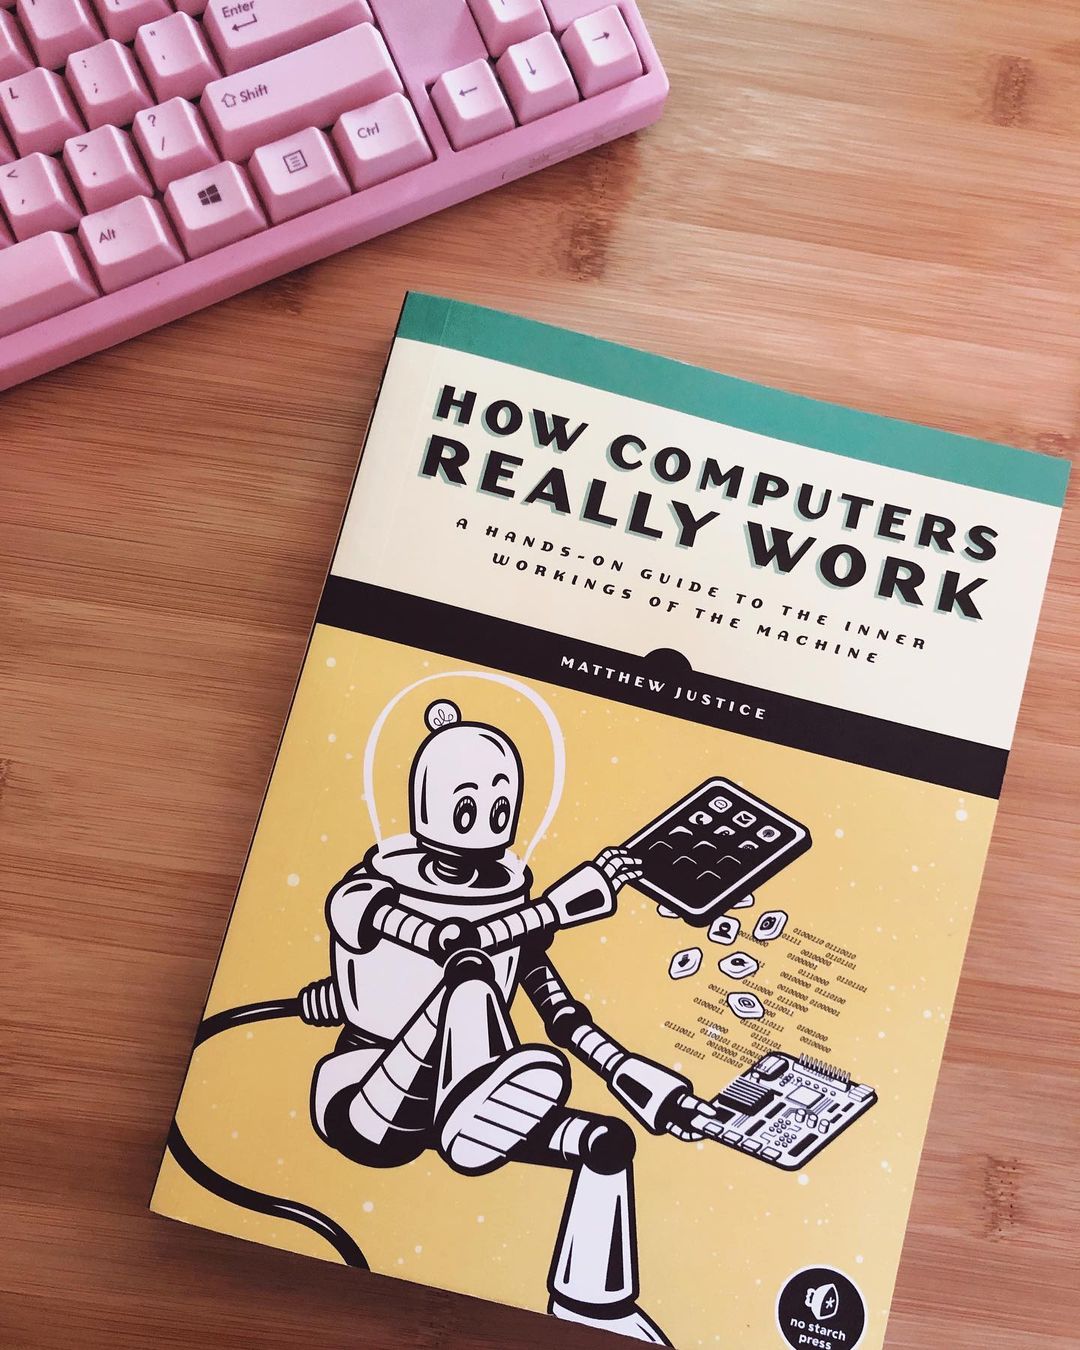 Enter
L
:
;
"
'
Shift
<
,
>
.
?
/
Ctrl
Alt
HOW COMPUTERS
REALLY WORK
A HANDS-ON GUIDE TO THE INNER
WORKINGS OF THE MACHINE
MATTHEW JUSTICE
no starch
press